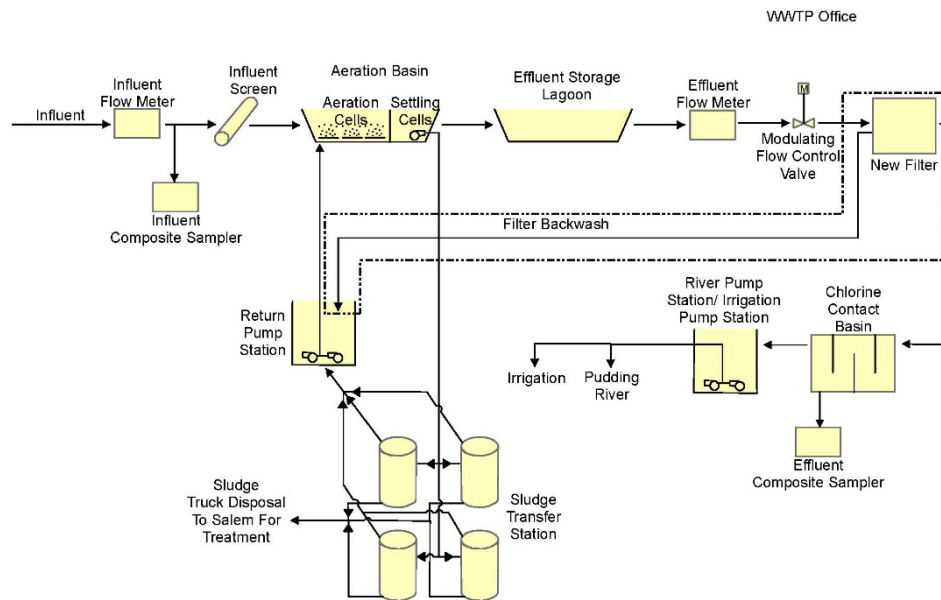 WWTP Office
Influent
Influent
Flow Meter
Influent
Screen
Aeration Basin
Aeration
Cells
Settling
Cells
Effluent Storage
Lagoon
Effluent
Flow Meter
M
Modulating
Flow Control
Valve
New Filter
Influent
Composite Sampler
Filter Backwash
Return
Pump
Station
River Pump
Station/ Irrigation
Pump Station
Chlorine
Contact
Basin
Irrigation
Pudding
River
Effluent
Composite Sampler
Sludge
Truck Disposal
To Salem For
Treatment
Sludge
Transfer
Station